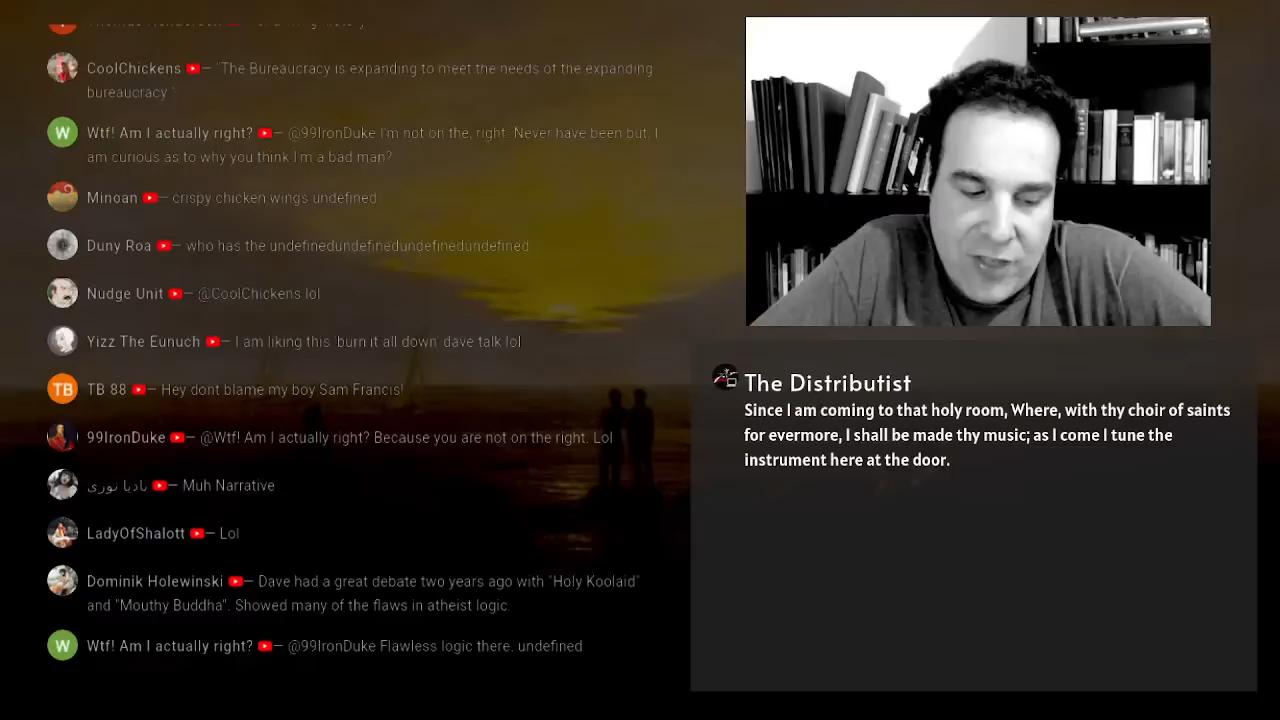 CoolChickens — "The Bureaucracy is expanding to meet the needs of the expanding
bureaucracy."
W Wtf! Am I actually right? — @99IronDuke I'm not on the, right. Never have been but, I
am curious as to why you think I'm a bad man?
Minoan — crispy chicken wings undefined
Duny Roa — who has the undefinedundefinedundefinedundefined
Nudge Unit — @CoolChickens lol
Yizz The Eunuch — I am liking this 'burn it all down' dave talk lol
TB TB 88 — Hey dont blame my boy Sam Francis!
99IronDuke — @Wtf! Am I actually right? Because you are not on the right. Lol
نادیا نوری — Muh Narrative
LadyOfShalott — Lol
Dominik Holewinski — Dave had a great debate two years ago with "Holy Koolaid"
and "Mouthy Buddha". Showed many of the flaws in atheist logic.
W Wtf! Am I actually right? — @99IronDuke Flawless logic there. undefined
The Distributist
Since I am coming to that holy room, Where, with thy choir of saints
for evermore, I shall be made thy music; as I come I tune the
instrument here at the door.